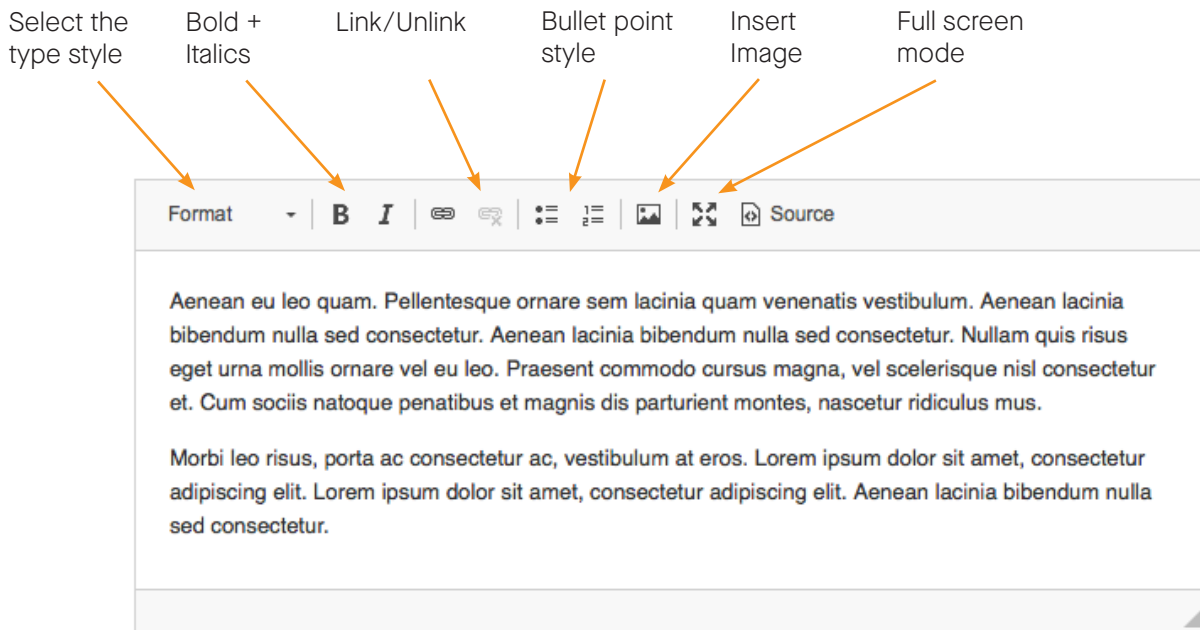 Select the
type style
Bold +
Italics
Link/Unlink
Bullet point
style
Insert
Image
Full screen
mode
Format B I Source
Aenean eu leo quam. Pellentesque ornare sem lacinia quam venenatis vestibulum. Aenean lacinia
bibendum nulla sed consectetur. Aenean lacinia bibendum nulla sed consectetur. Nullam quis risus
eget urna mollis ornare vel eu leo. Praesent commodo cursus magna, vel scelerisque nisl consectetur
et. Cum sociis natoque penatibus et magnis dis parturient montes, nascetur ridiculus mus.
Morbi leo risus, porta ac consectetur ac, vestibulum at eros. Lorem ipsum dolor sit amet, consectetur
adipiscing elit. Lorem ipsum dolor sit amet, consectetur adipiscing elit. Aenean lacinia bibendum nulla
sed consectetur.